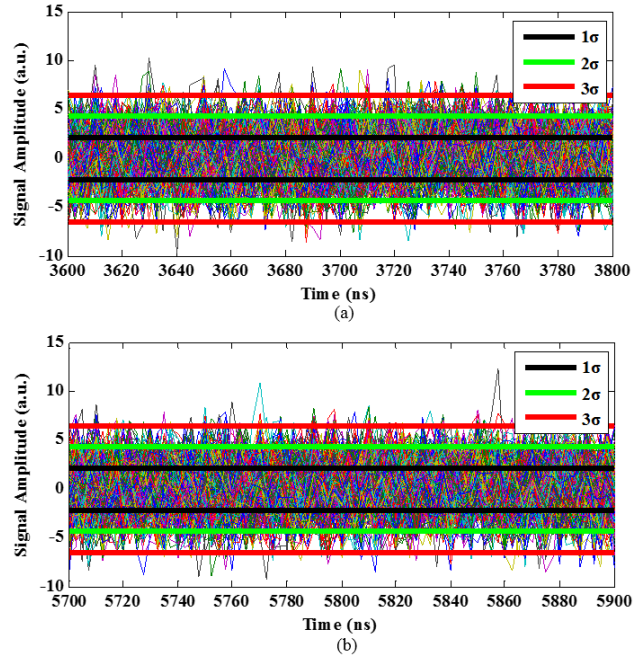 15
10
5
0
-5
-10
Signal Amplitude (a.u.)
1σ
2σ
3σ
3600 3620 3640 3660 3680 3700 3720 3740 3760 3780 3800
Time (ns)
(a)
15
10
5
0
-5
-10
Signal Amplitude (a.u.)
1σ
2σ
3σ
5700 5720 5740 5760 5780 5800 5820 5840 5860 5880 5900
Time (ns)
(b)